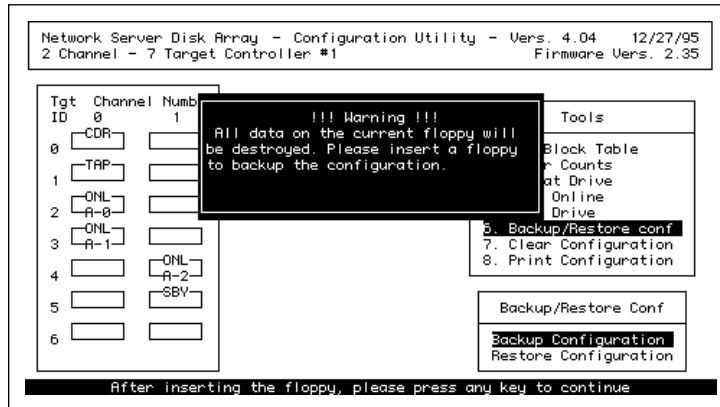 Network Server Disk Array - Configuration Utility - Vers. 4.04 12/27/95
2 Channel - 7 Target Controller #1 Firmware Vers. 2.35
Tgt Channel Numb
ID 0 1
!!! Warning !!!
All data on the current floppy will
be destroyed. Please insert a floppy
to backup the configuration.
Tools
Block Table
Counts
Drive
Online
Drive
6. Backup/Restore conf
7. Clear Configuration
8. Print Configuration
0 CDR
1 TAP
2 ONL
A-0
3 ONL
A-1
4 ONL
A-2
5 SBY
6
Backup/Restore Conf
Backup Configuration
Restore Configuration
After inserting the floppy, please press any key to continue